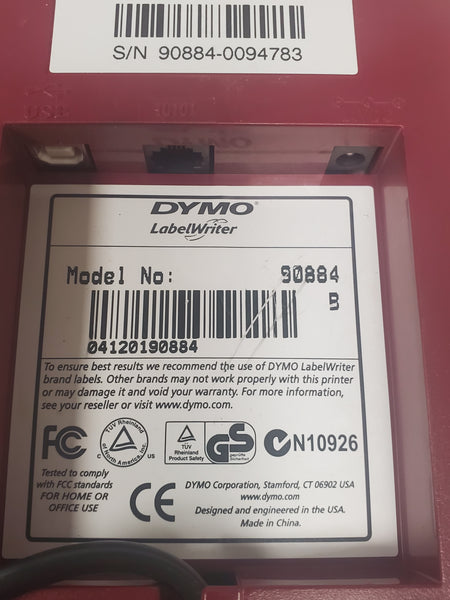 S/N 90884-0094783
USB
DYMO
LabelWriter
Model No: 90884
B
04120190884
To ensure best results we recommend the use of DYMO LabelWriter
brand labels. Other brands may not work properly with this printer
or may damage it and void your warranty. For more information,
see your reseller or visit www.dymo.com.
FC
TÜV Rheinland
of North America, Inc.
C US
TÜV
Rheinland
Product Safety
GS
geprüfte
Sicherheit
N10926
Tested to comply
with FCC standards
FOR HOME OR
OFFICE USE
CE
DYMO Corporation, Stamford, CT 06902 USA
www.dymo.com
Designed and engineered in the USA.
Made in China.